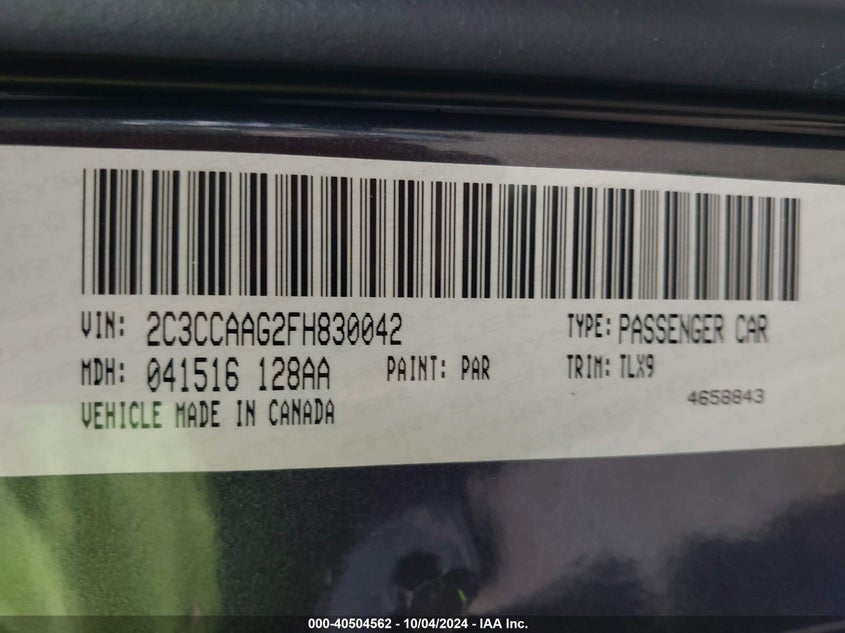 VIN: 2C3CCAAG2FH830042 TYPE: PASSENGER CAR
MDH: 041516 128AA PAINT: PAR TRIM: TLX9
VEHICLE MADE IN CANADA 4658843
000-40504562 - 10/04/2024 - IAA Inc.